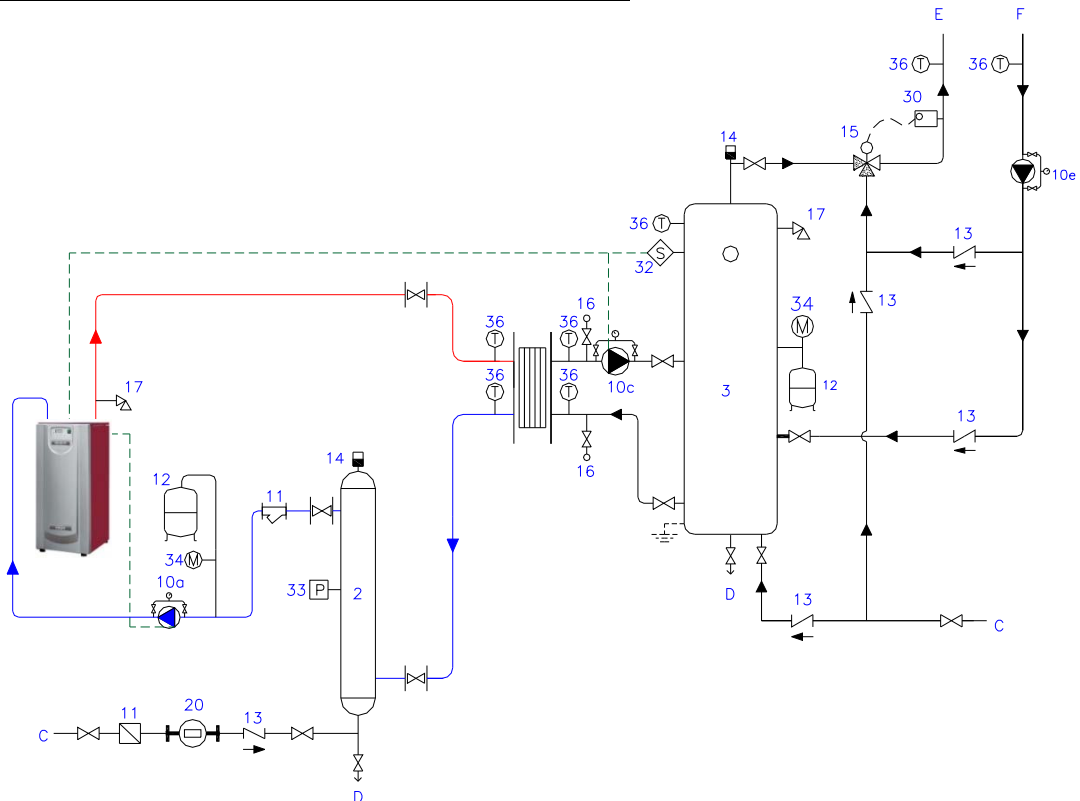 E F
36 T 36 T
30
15
14
10e
36 T 17
13
32 S
13
16 34
36 T 36 T M
17 36 T 36 T 10c 3 12
13
14 16
12 11
34 M
10a 33 P 2
D 13
C
11 20 13
C
D